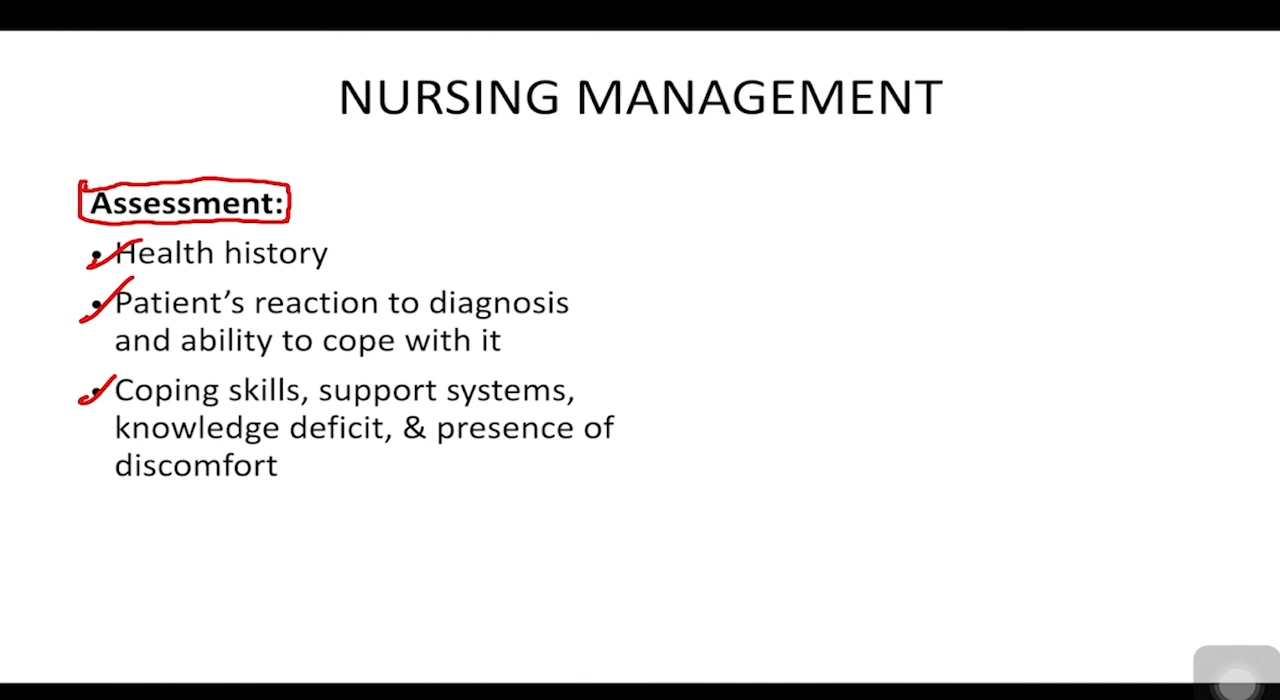 NURSING MANAGEMENT
Assessment:
• Health history
• Patient’s reaction to diagnosis
and ability to cope with it
• Coping skills, support systems,
knowledge deficit, & presence of
discomfort